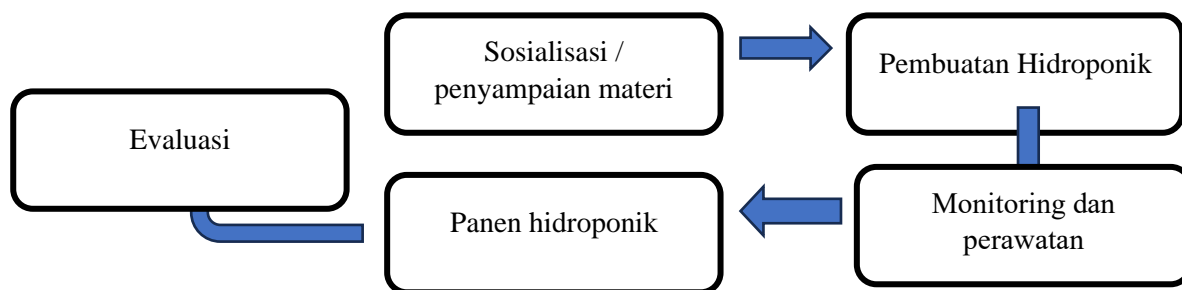 Sosialisasi /
penyampaian materi
Pembuatan Hidroponik
Evaluasi
Panen hidroponik
Monitoring dan
perawatan